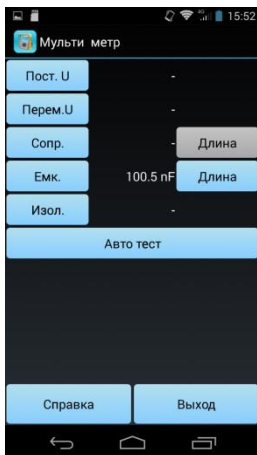 15:52
Мульти метр
Пост. U -
Перем.U -
Сопр. - Длина
Емк. 100.5 nF Длина
Изол. -
Авто тест
Справка Выход